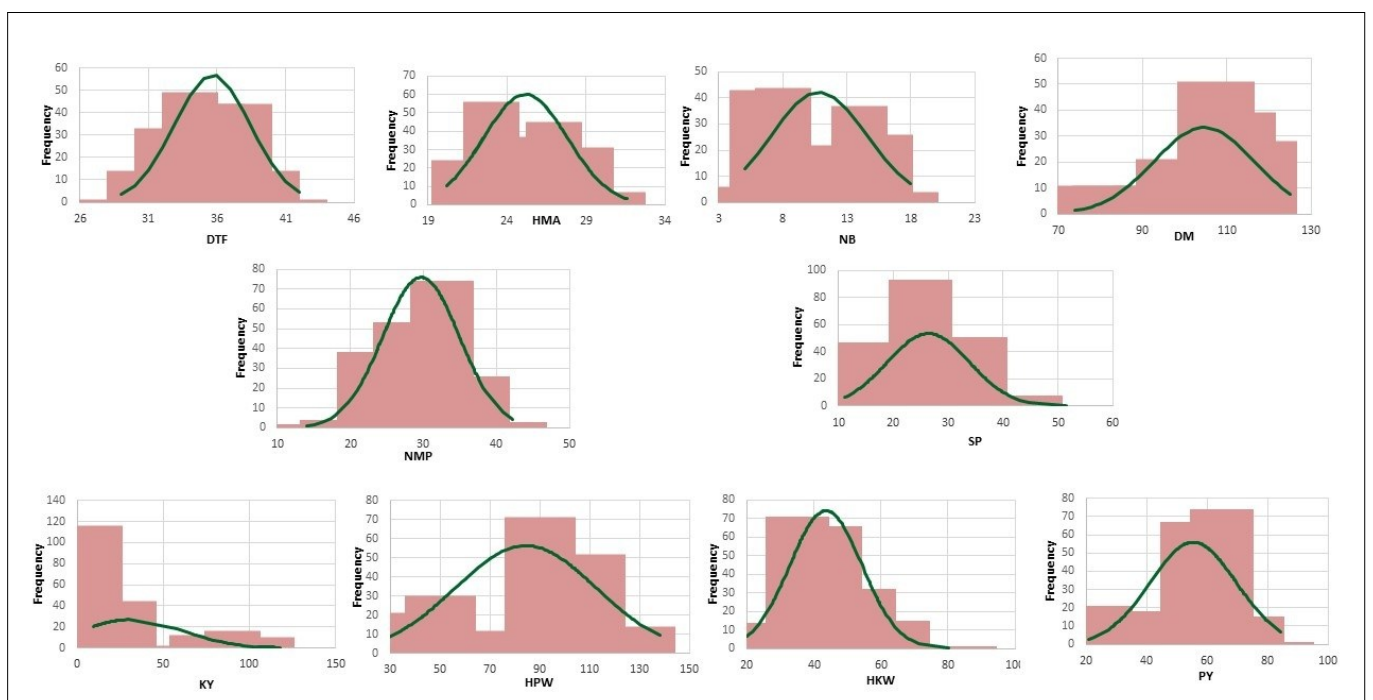 60
50
40
30
20
10
0
Frequency
26 31 36 41 46
DTF
70
60
50
40
30
20
10
0
Frequency
19 24 29 34
HMA
50
40
30
20
10
0
Frequency
3 8 13 18 23
NB
60
50
40
30
20
10
0
Frequency
70 90 110 130
DM
80
70
60
50
40
30
20
10
0
Frequency
10 20 30 40 50
NMP
100
80
60
40
20
0
Frequency
10 20 30 40 50 60
SP
140
120
100
80
60
40
20
0
Frequency
0 50 100 150
KY
80
70
60
50
40
30
20
10
0
Frequency
30 50 70 90 110 130 150
HPW
80
70
60
50
40
30
20
10
0
Frequency
20 40 60 80 100
HKW
80
70
60
50
40
30
20
10
0
Frequency
20 40 60 80 100
PY